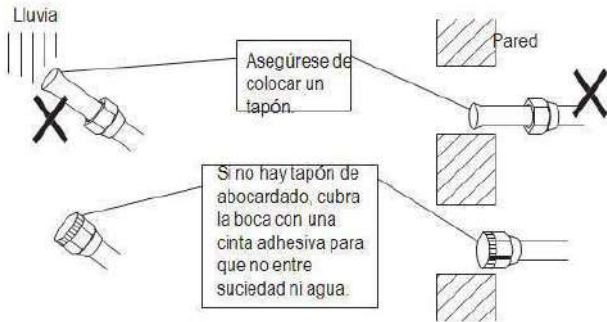 Lluvia
Pared
Asegúrese de
colocar un
tapón.
Si no hay tapón de
abocardado, cubra
la boca con una
cinta adhesiva para
que no entre
suciedad ni agua.